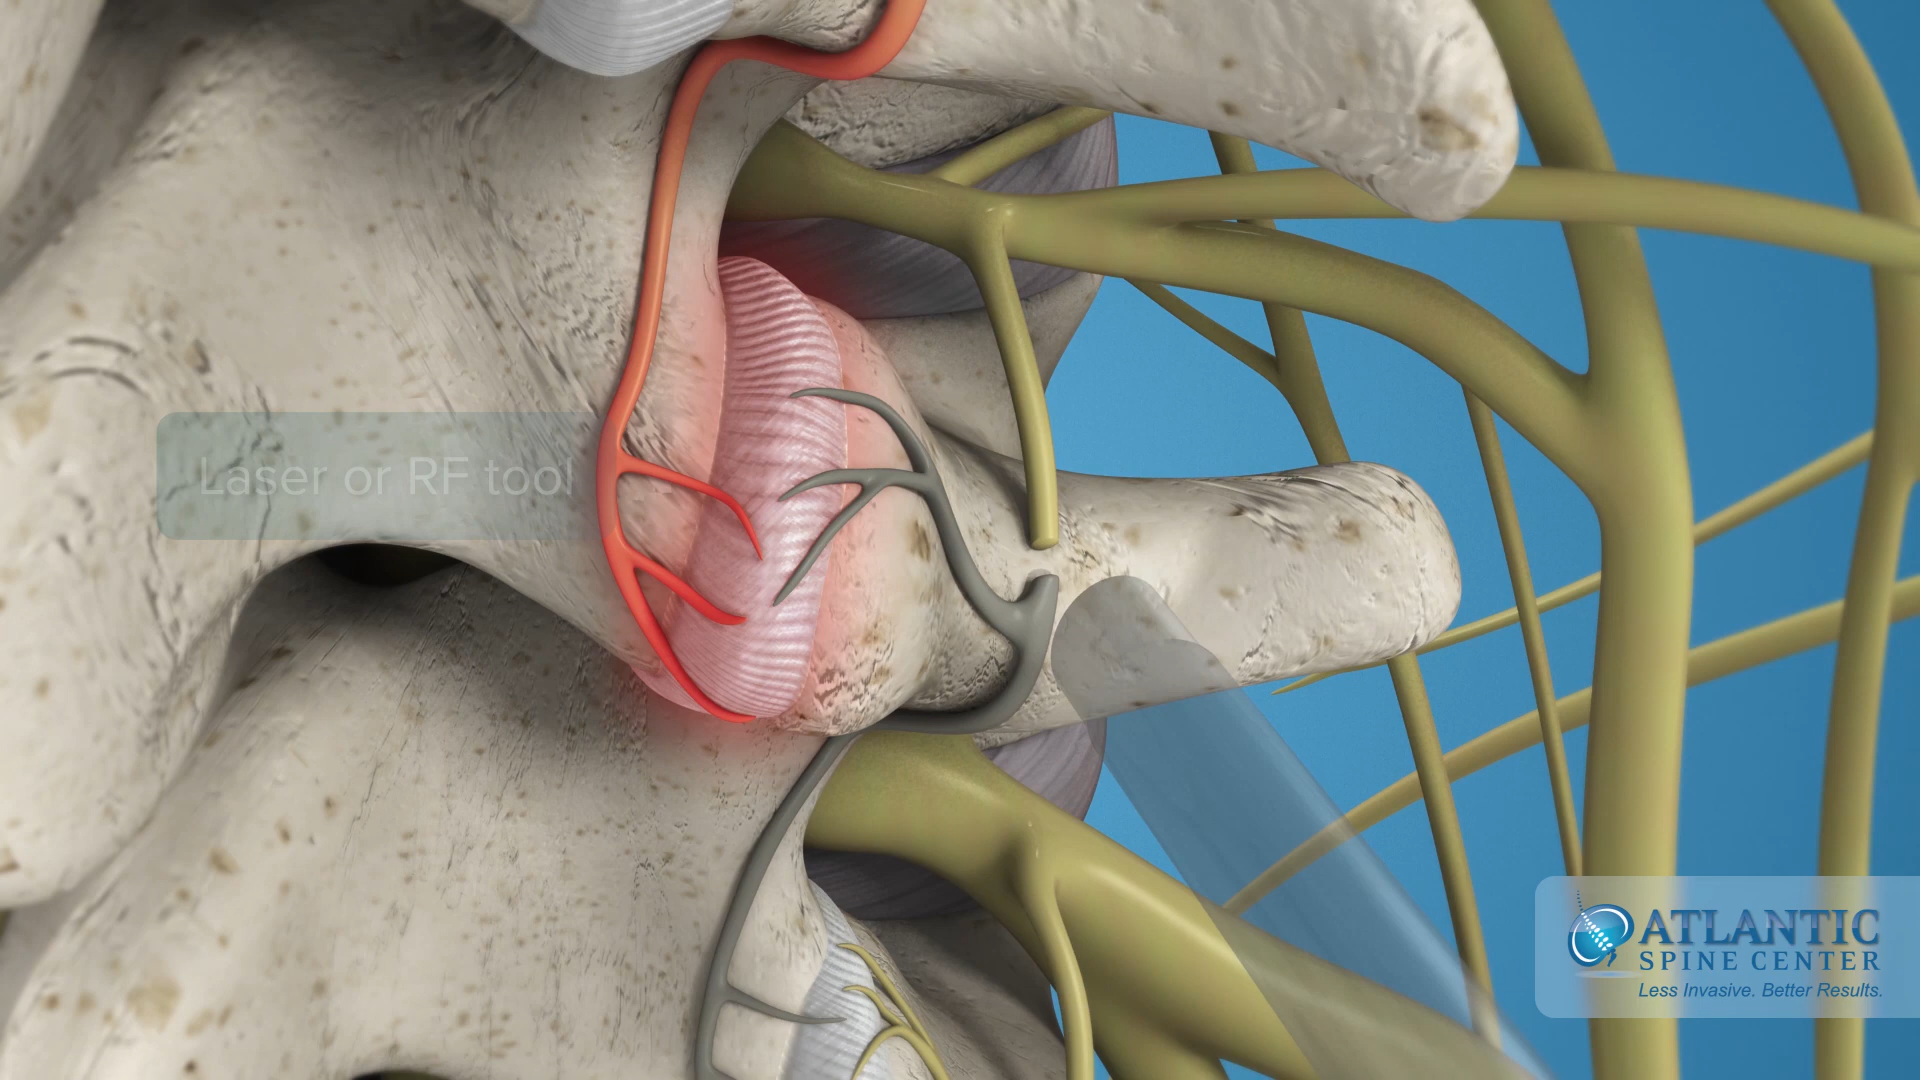 Laser or RF tool
ATLANTIC
SPINE CENTER
Less Invasive. Better Results.